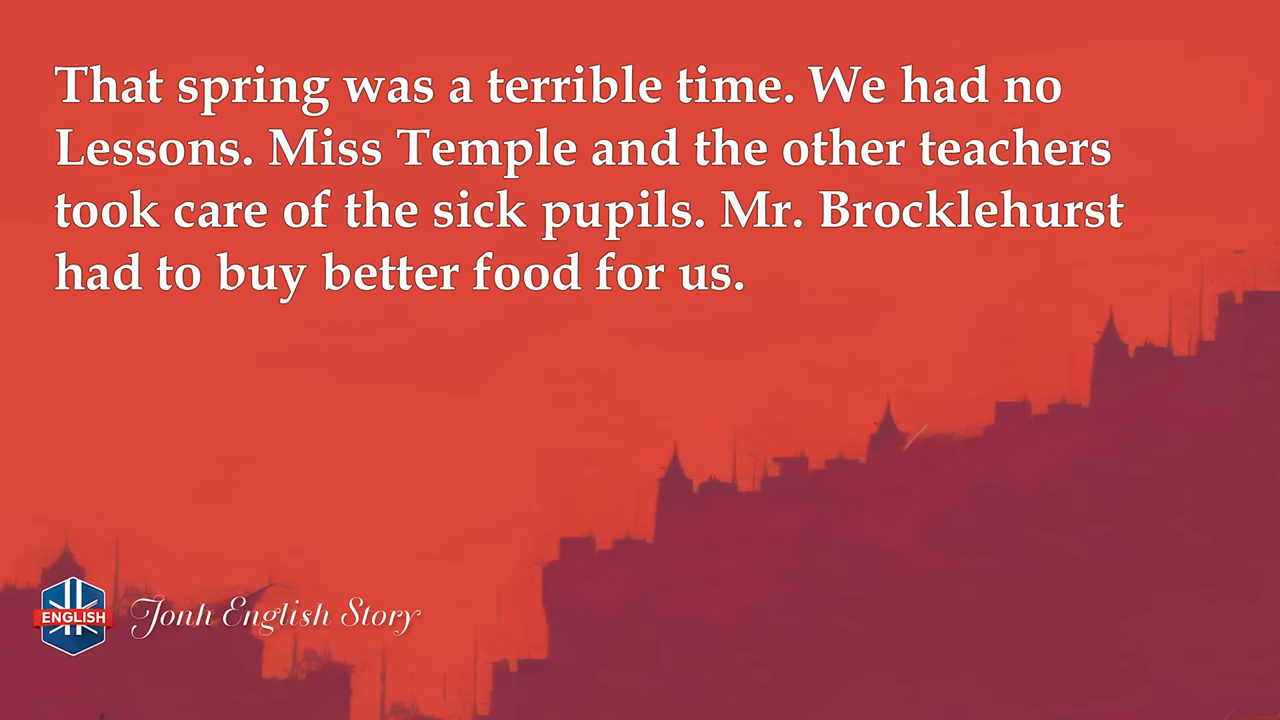 That spring was a terrible time. We had no
Lessons. Miss Temple and the other teachers
took care of the sick pupils. Mr. Brocklehurst
had to buy better food for us.
ENGLISH
Jonh English Story